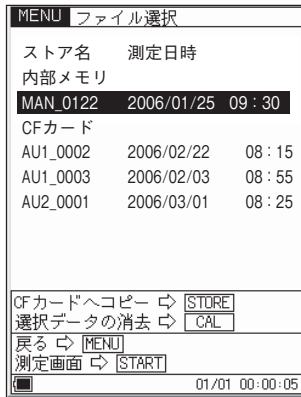 MENU ファイル選択
ストア名 測定日時
内部メモリ
MAN_0122 2006/01/25 09:30
CFカード
AU1_0002 2006/02/22 08:15
AU1_0003 2006/02/03 08:55
AU2_0001 2006/03/01 08:25
CFカードへコピー ⇨ STORE
選択データの消去 ⇨ CAL
戻る ⇨ MENU
測定画面 ⇨ START
01/01 00:00:05